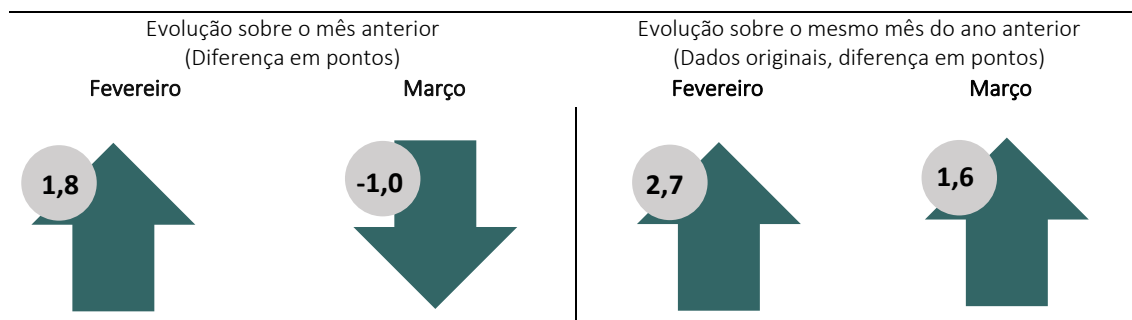 Evolução sobre o mês anterior
(Diferença em pontos)
Fevereiro
Março
1,8
-1,0
Evolução sobre o mesmo mês do ano anterior
(Dados originais, diferença em pontos)
Fevereiro
Março
2,7
1,6